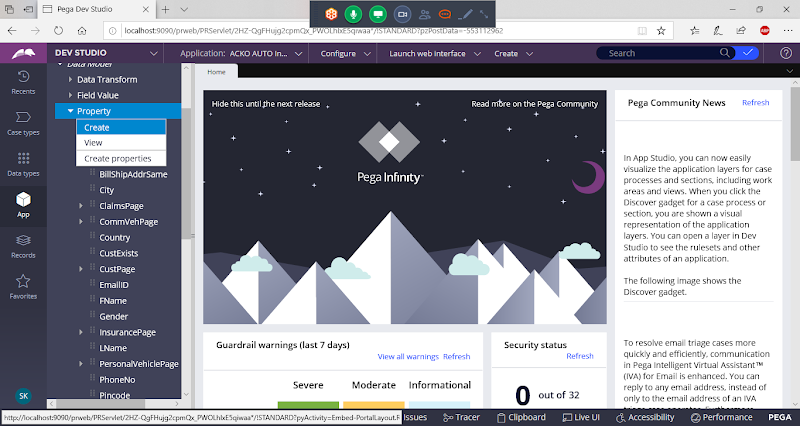 Pega Dev Studio
localhost:9090/prweb/PRServlet/2HZ-QgFHujg2cpmQx_PWOLhlxE5qiwaa*/!STANDARD?pzPostData=-553112962
DEV STUDIO
Application: ACKO AUTO In...
Configure
Launch web interface
Create
Search
Recents
Case types
Data types
App
Records
Favorites
SK
Data Model
Data Transform
Field Value
Property
Create
View
Create properties
BillShipAddrSame
City
ClaimsPage
CommVehPage
Country
CustExists
CustPage
EmailID
FName
Gender
InsurancePage
LName
PersonalVehiclePage
PhoneNo
Pincode
Home
Hide this until the next release
Read more on the Pega Community
Pega Infinity™
Guardrail warnings (last 7 days)
View all warnings Refresh
Severe
Moderate
Informational
Security status
Refresh
0 out of 32
Pega Community News
Refresh
In App Studio, you can now easily
visualize the application layers for case
processes and sections, including work
areas and views. When you click the
Discover gadget for a case process or
section, you are shown a visual
representation of the application
layers. You can open a layer in Dev
Studio to see the rulesets and other
attributes of an application.
The following image shows the
Discover gadget.
To resolve email triage cases more
quickly and efficiently, communication
in Pega Intelligent Virtual Assistant™
(IVA) for Email is enhanced. You can
reply to any email address, instead of
only to the email address of an IVA
http://localhost:9090/prweb/PRServlet/2HZ-QgFHujg2cpmQx_PWOLhlxE5qiwaa*/!STANDARD?pyActivity=Embed-PortalLayout.R
Issues
Tracer
Clipboard
Live UI
Accessibility
Performance
PEGA